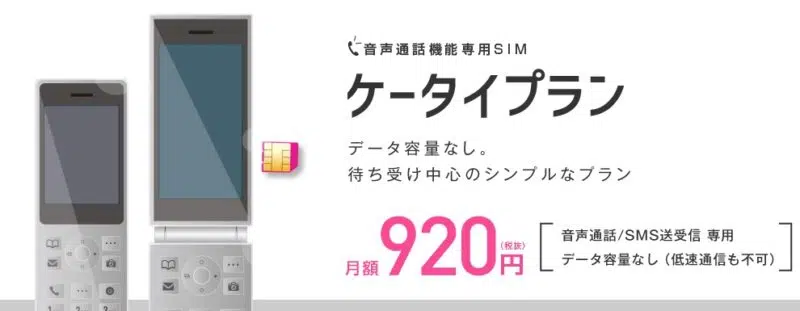 音声通話機能専用SIM
ケータイプラン
データ容量なし。
待ち受け中心のシンプルなプラン
月額920円(税抜)
音声通話/SMS送受信 専用
データ容量なし（低速通信も不可）